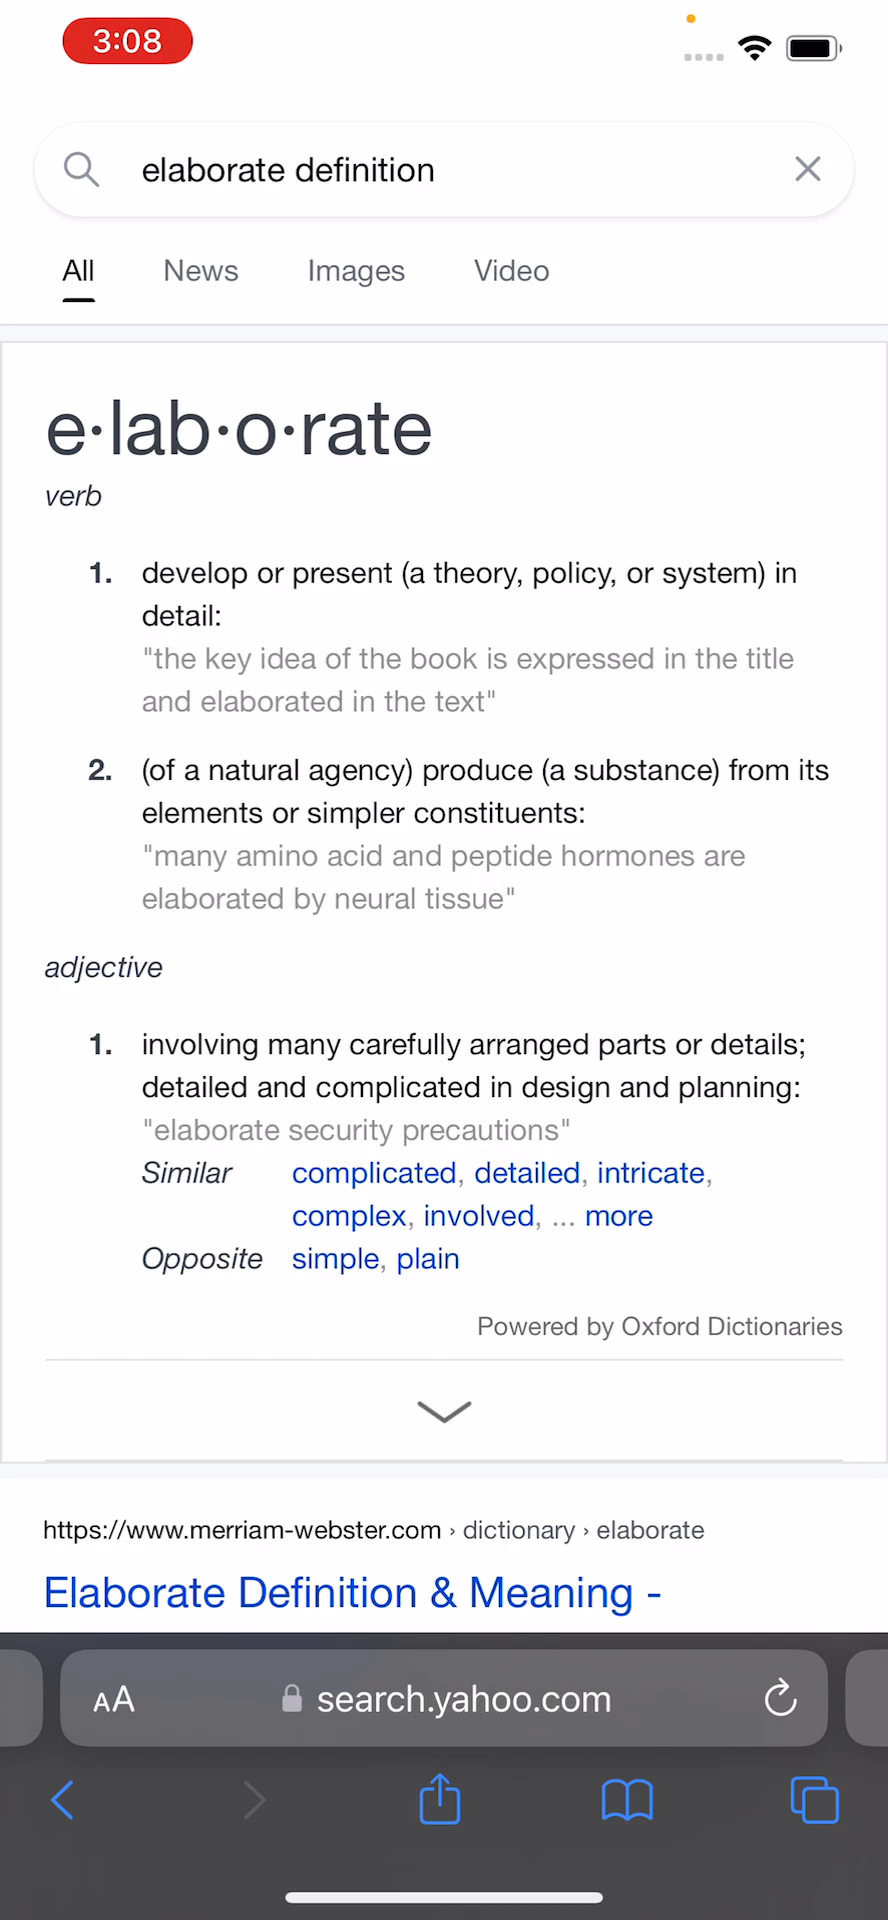 3:08
elaborate definition
All News Images Video
e·lab·o·rate
verb
1. develop or present (a theory, policy, or system) in
detail:
"the key idea of the book is expressed in the title
and elaborated in the text"
2. (of a natural agency) produce (a substance) from its
elements or simpler constituents:
"many amino acid and peptide hormones are
elaborated by neural tissue"
adjective
1. involving many carefully arranged parts or details;
detailed and complicated in design and planning:
"elaborate security precautions"
Similar complicated, detailed, intricate,
complex, involved, ... more
Opposite simple, plain
Powered by Oxford Dictionaries
https://www.merriam-webster.com › dictionary › elaborate
Elaborate Definition & Meaning -
AA search.yahoo.com